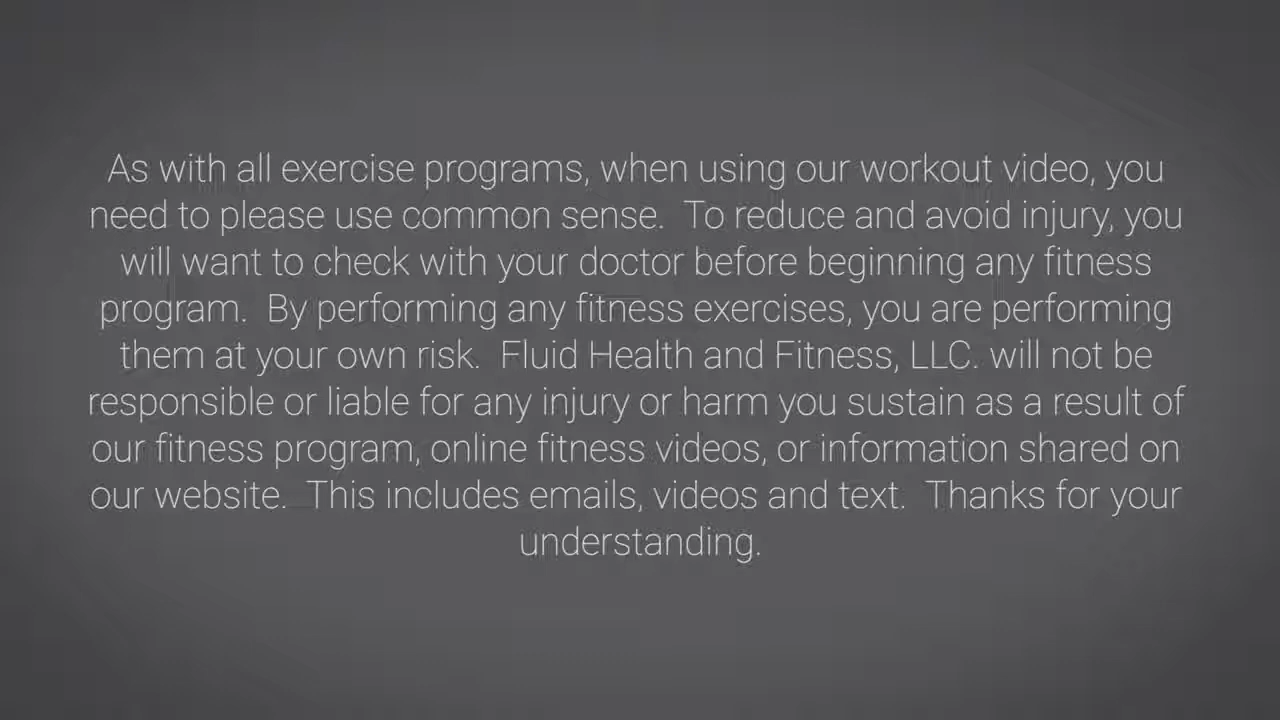 As with all exercise programs, when using our workout video, you
need to please use common sense.  To reduce and avoid injury, you
will want to check with your doctor before beginning any fitness
program.  By performing any fitness exercises, you are performing
them at your own risk.  Fluid Health and Fitness, LLC. will not be
responsible or liable for any injury or harm you sustain as a result of
our fitness program, online fitness videos, or information shared on
our website.  This includes emails, videos and text.  Thanks for your
understanding.